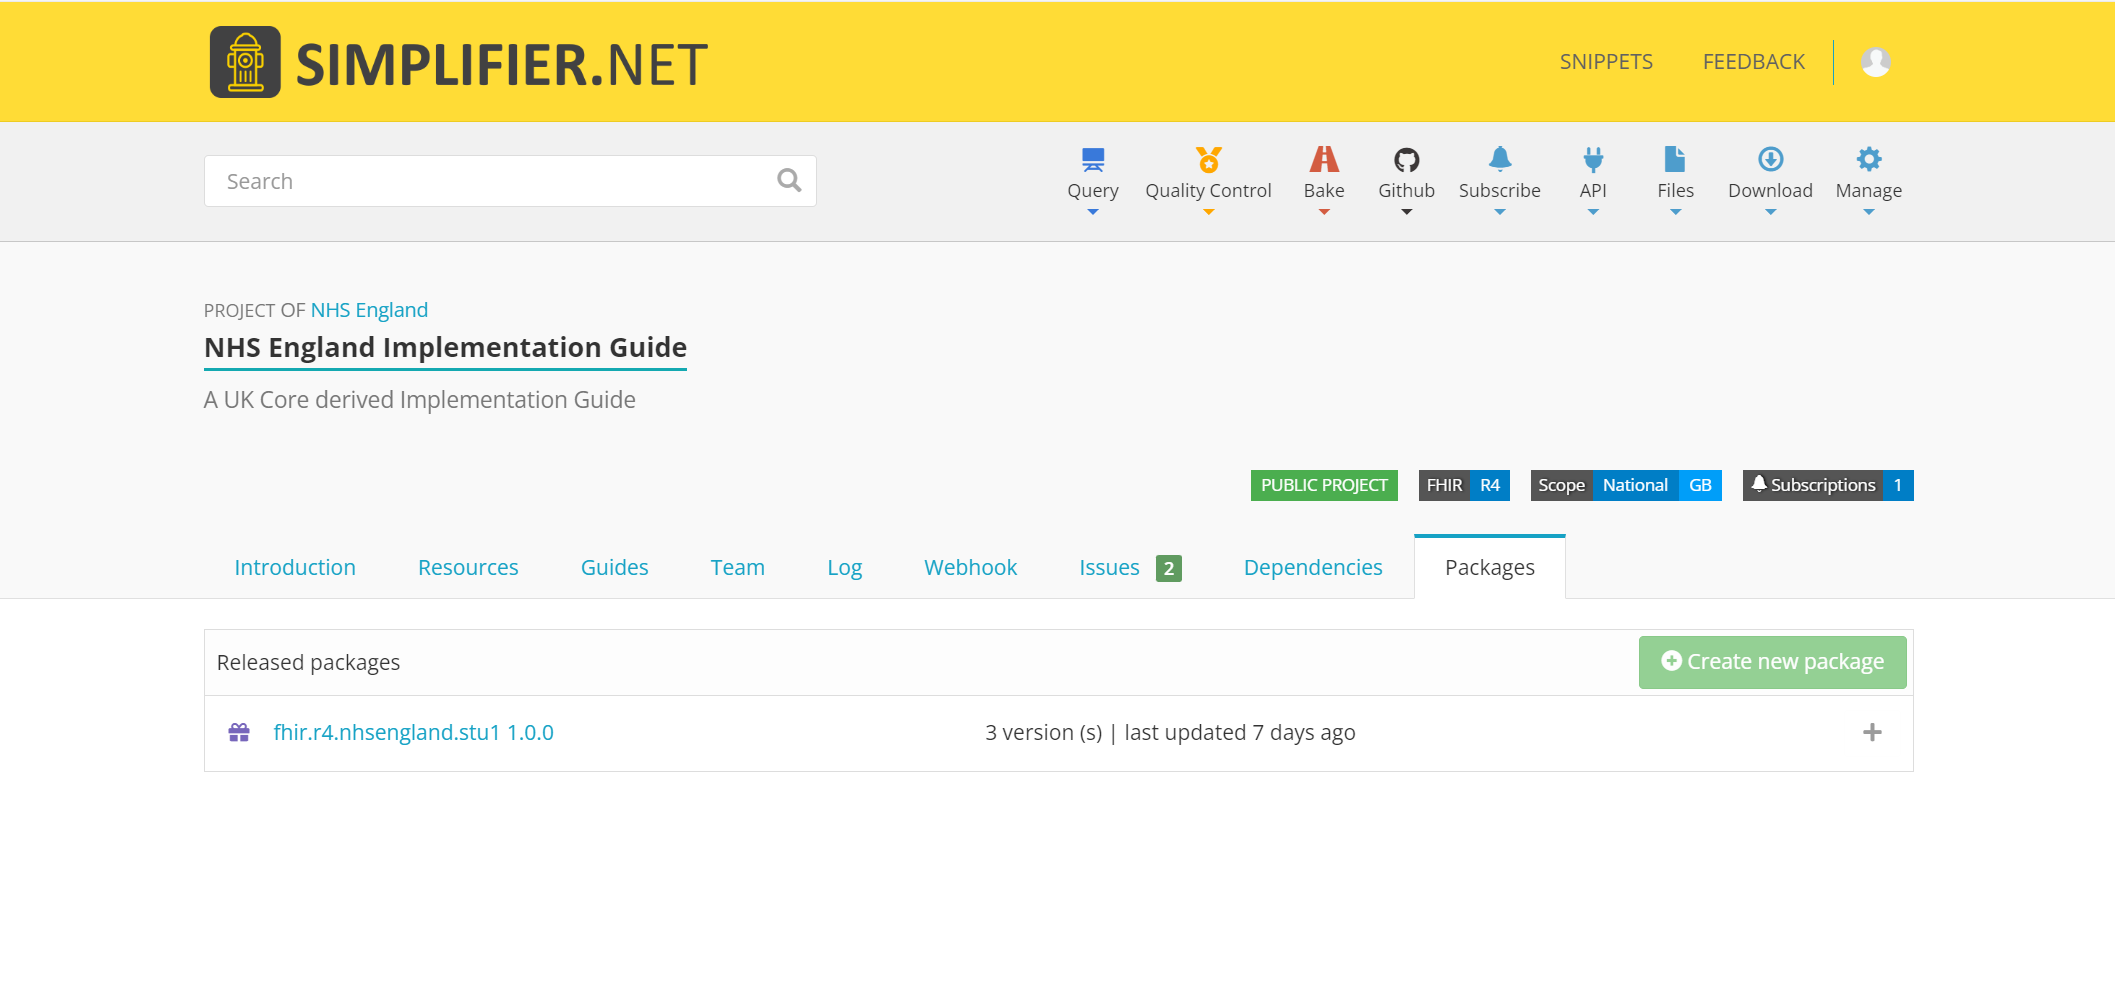 SIMPLIFIER.NET
SNIPPETS FEEDBACK
Search
Query Quality Control Bake Github Subscribe API Files Download Manage
PROJECT OF NHS England
NHS England Implementation Guide
A UK Core derived Implementation Guide
PUBLIC PROJECT FHIR R4 Scope National GB Subscriptions 1
Introduction Resources Guides Team Log Webhook Issues 2 Dependencies Packages
Released packages Create new package
fhir.r4.nhsengland.stu1 1.0.0 3 version (s) | last updated 7 days ago